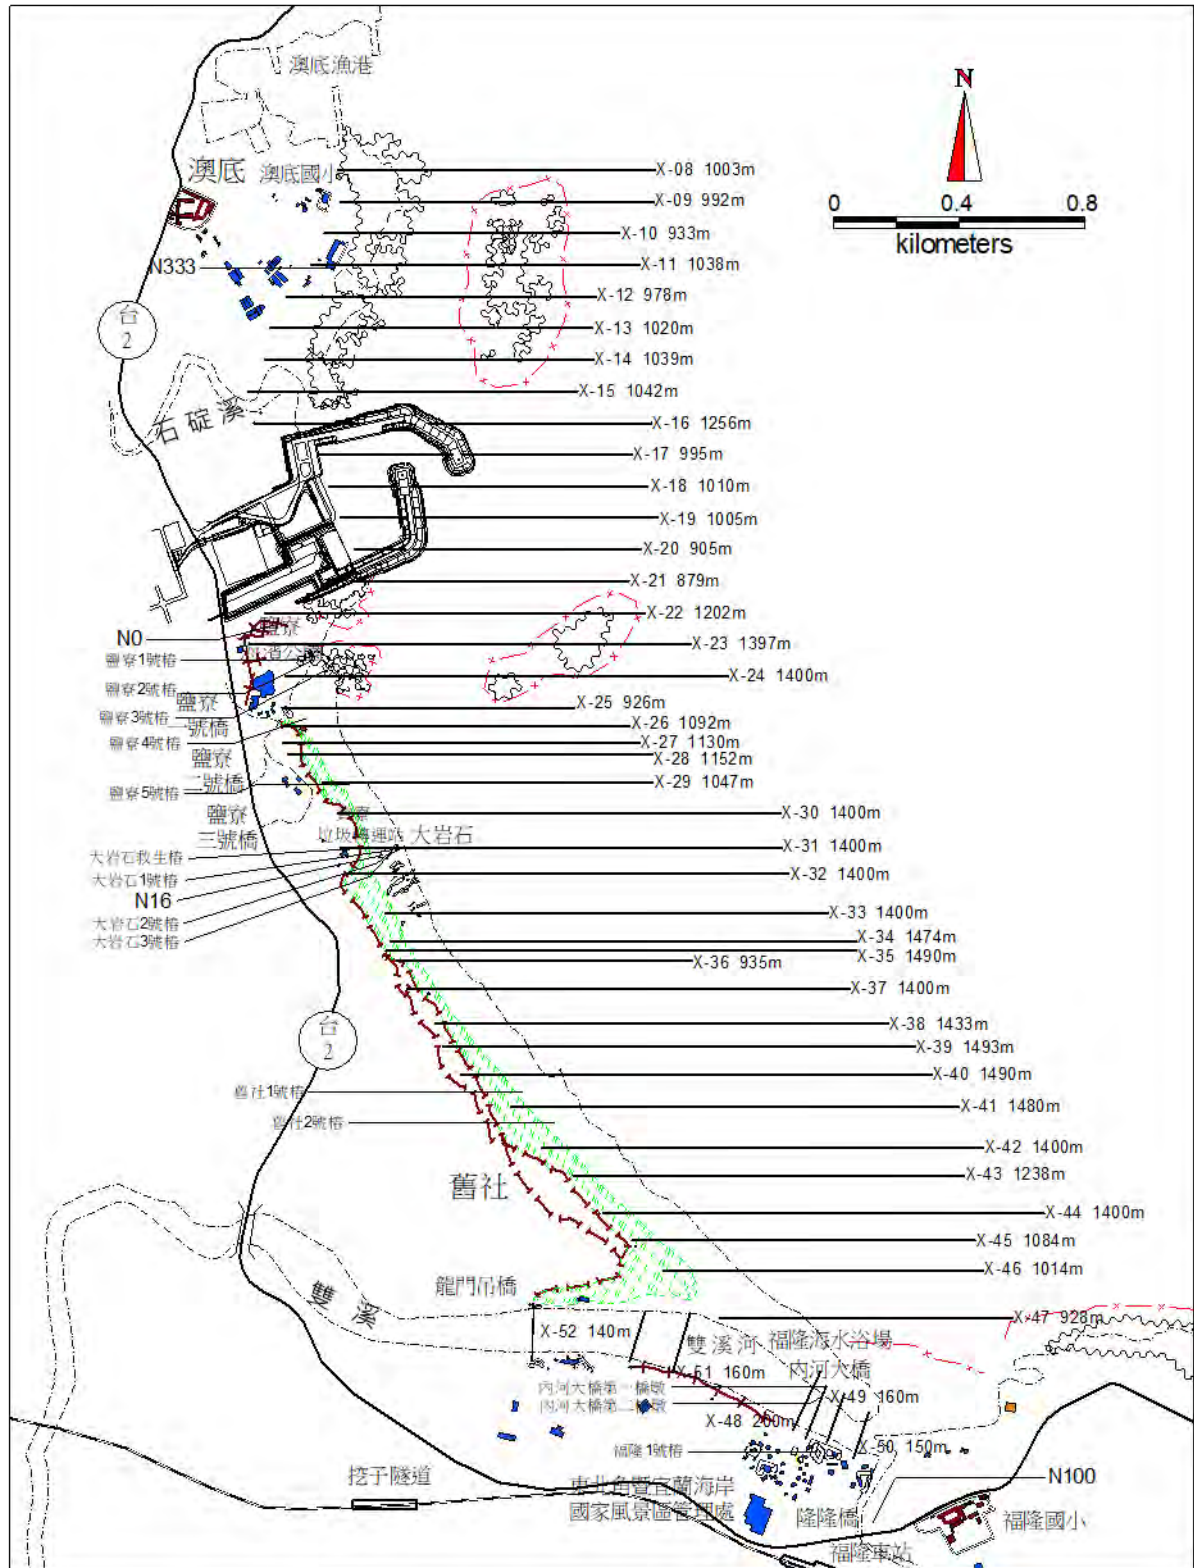 澳底漁港
N
澳底 澳底國小
0 0.4 0.8
kilometers
X-08 1003m
X-09 992m
X-10 933m
N333
X-11 1038m
X-12 978m
台
2
X-13 1020m
X-14 1039m
X-15 1042m
石碇溪
X-16 1256m
X-17 995m
X-18 1010m
X-19 1005m
X-20 905m
X-21 879m
X-22 1202m
鹽寮
N0
X-23 1397m
鹽寮1號樁
X-24 1400m
鹽寮2號樁
鹽寮
X-25 926m
鹽寮3號樁
號橋
X-26 1092m
鹽寮4號樁
X-27 1130m
鹽寮
X-28 1152m
二號橋
X-29 1047m
鹽寮5號樁
鹽寮
三號橋
X-30 1400m
垃圾轉運站
大岩石
X-31 1400m
大岩石救生樁
X-32 1400m
大岩石1號樁
N16
大岩石2號樁
X-33 1400m
大岩石3號樁
X-34 1474m
X-35 1490m
X-36 935m
X-37 1400m
X-38 1433m
台
2
X-39 1493m
X-40 1490m
舊社1號樁
X-41 1480m
舊社2號樁
X-42 1400m
X-43 1238m
舊社
X-44 1400m
X-45 1084m
X-46 1014m
龍門吊橋
雙溪
X-47 928m
X-52 140m
雙溪河
福隆海水浴場
內河大橋
X-51 160m
內河大橋第一橋墩
內河大橋第二橋墩
X-49 160m
X-48 200m
福隆1號樁
X-50 150m
挖子隧道
東北角暨宜蘭海岸
國家風景區管理處
N100
隆隆橋
福隆國小
福隆車站